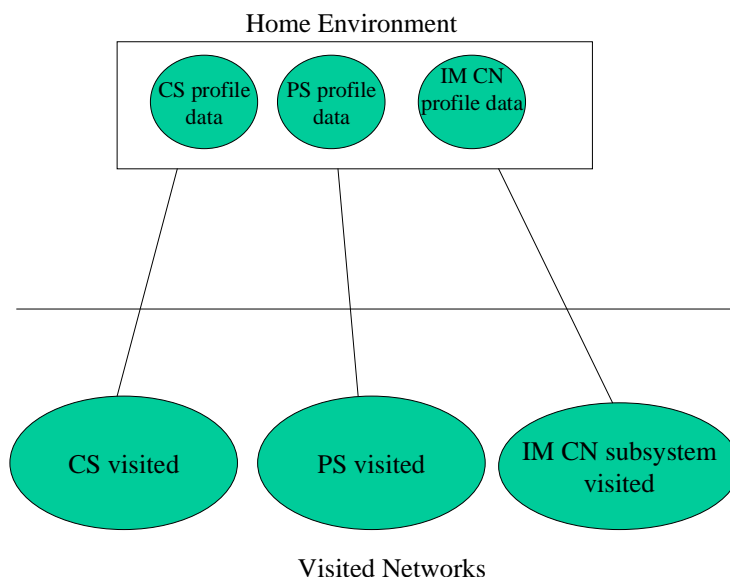 Home Environment
CS profile
data
PS profile
data
IM CN
profile data
CS visited
PS visited
IM CN subsystem
visited
Visited Networks